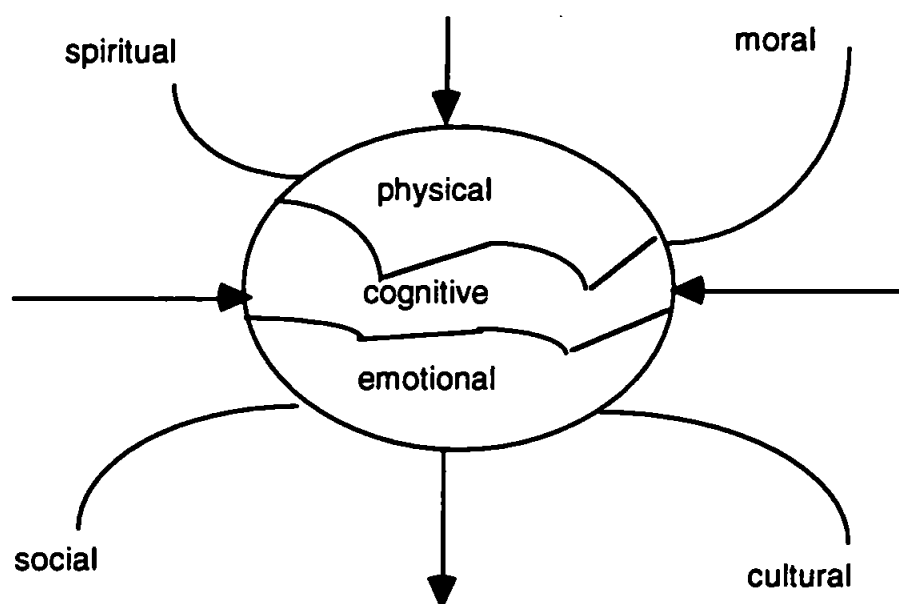 spiritual
moral
physical
cognitive
emotional
social
cultural